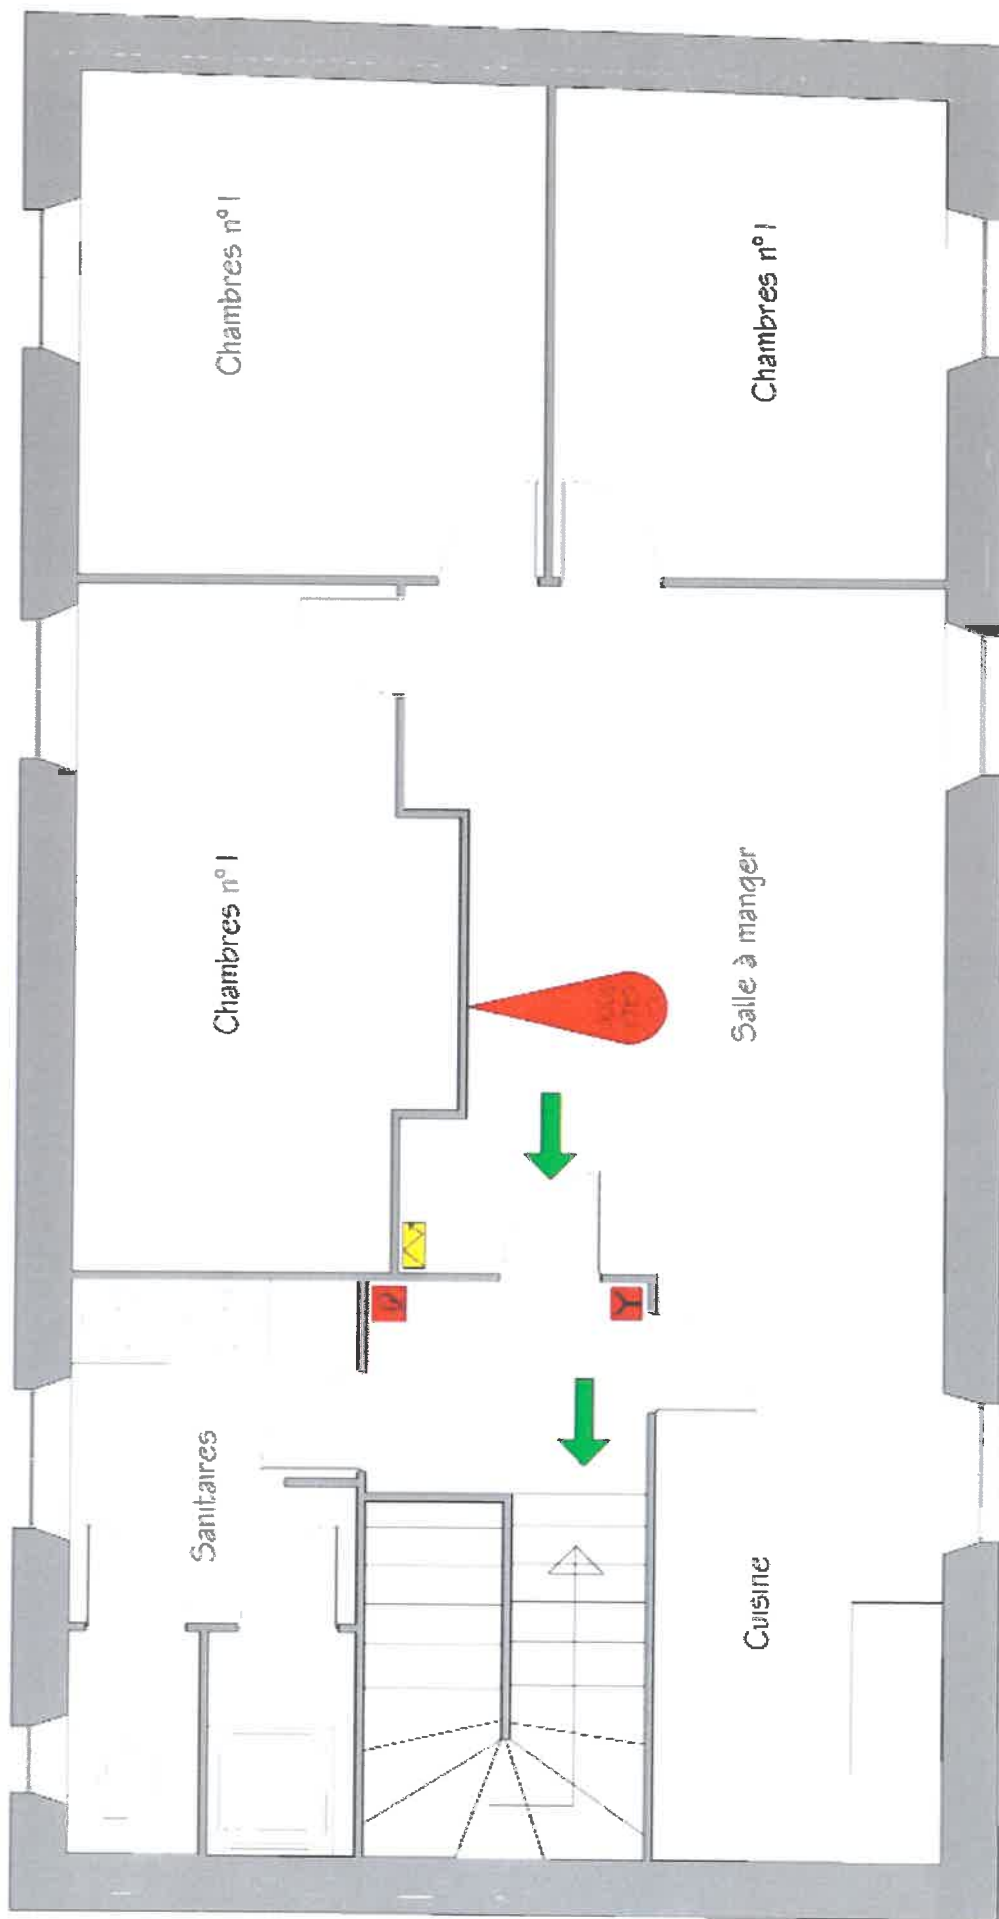 Chambres n° 1
Chambres n° 1
Chambres n° 1
Salle à manger
Sanitaires
Cuisine